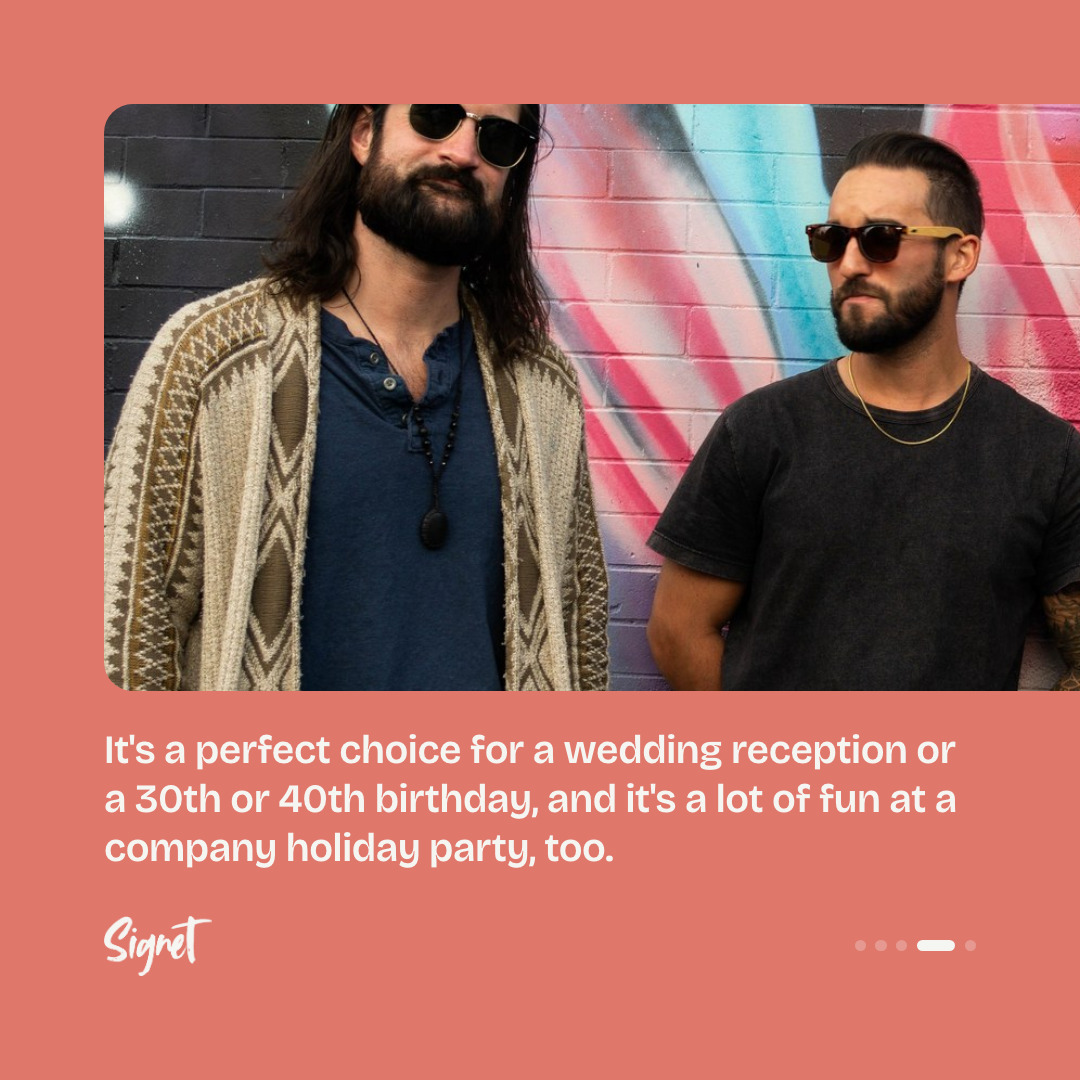 It's a perfect choice for a wedding reception or
a 30th or 40th birthday, and it's a lot of fun at a
company holiday party, too.
Signet